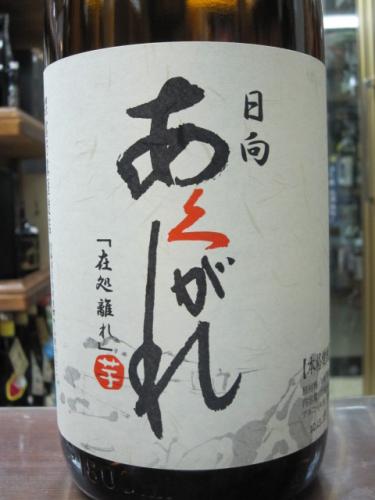 日向
あくがれ
「在処離れ」
芋